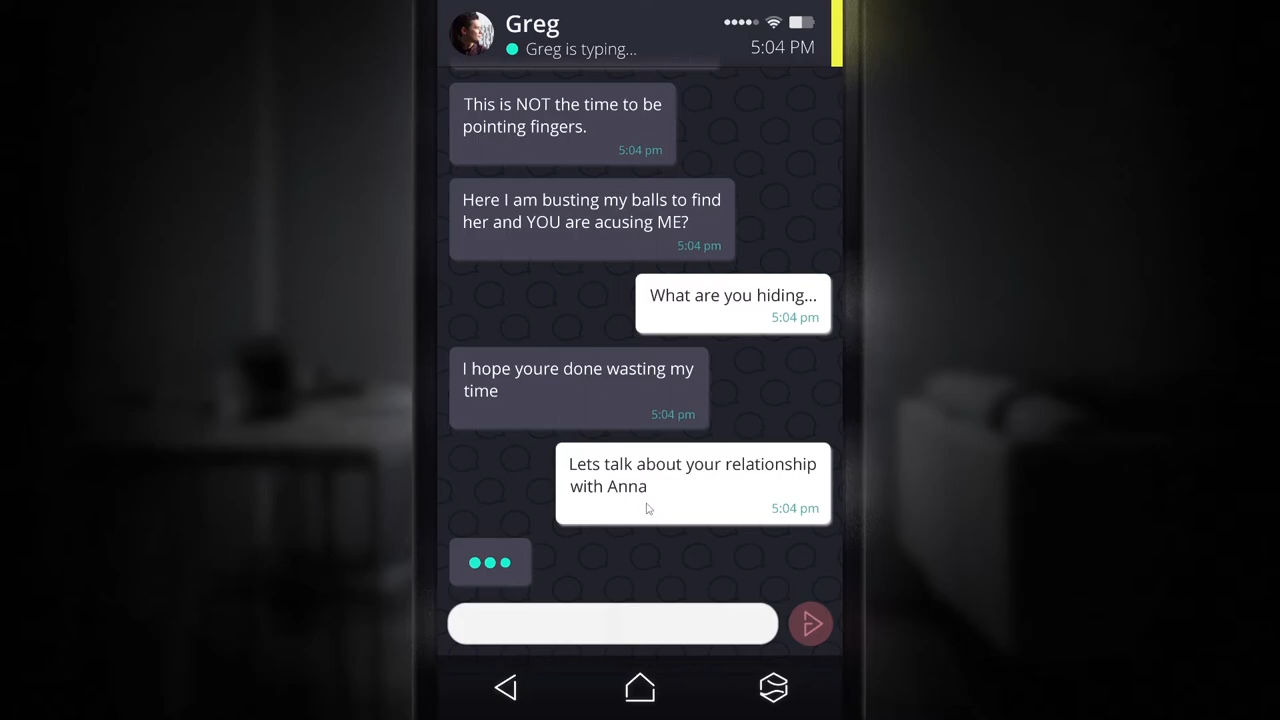 Greg
Greg is typing...
5:04 PM
This is NOT the time to be
pointing fingers.
5:04 pm
Here I am busting my balls to find
her and YOU are acusing ME?
5:04 pm
What are you hiding...
5:04 pm
I hope youre done wasting my
time
5:04 pm
Lets talk about your relationship
with Anna
5:04 pm